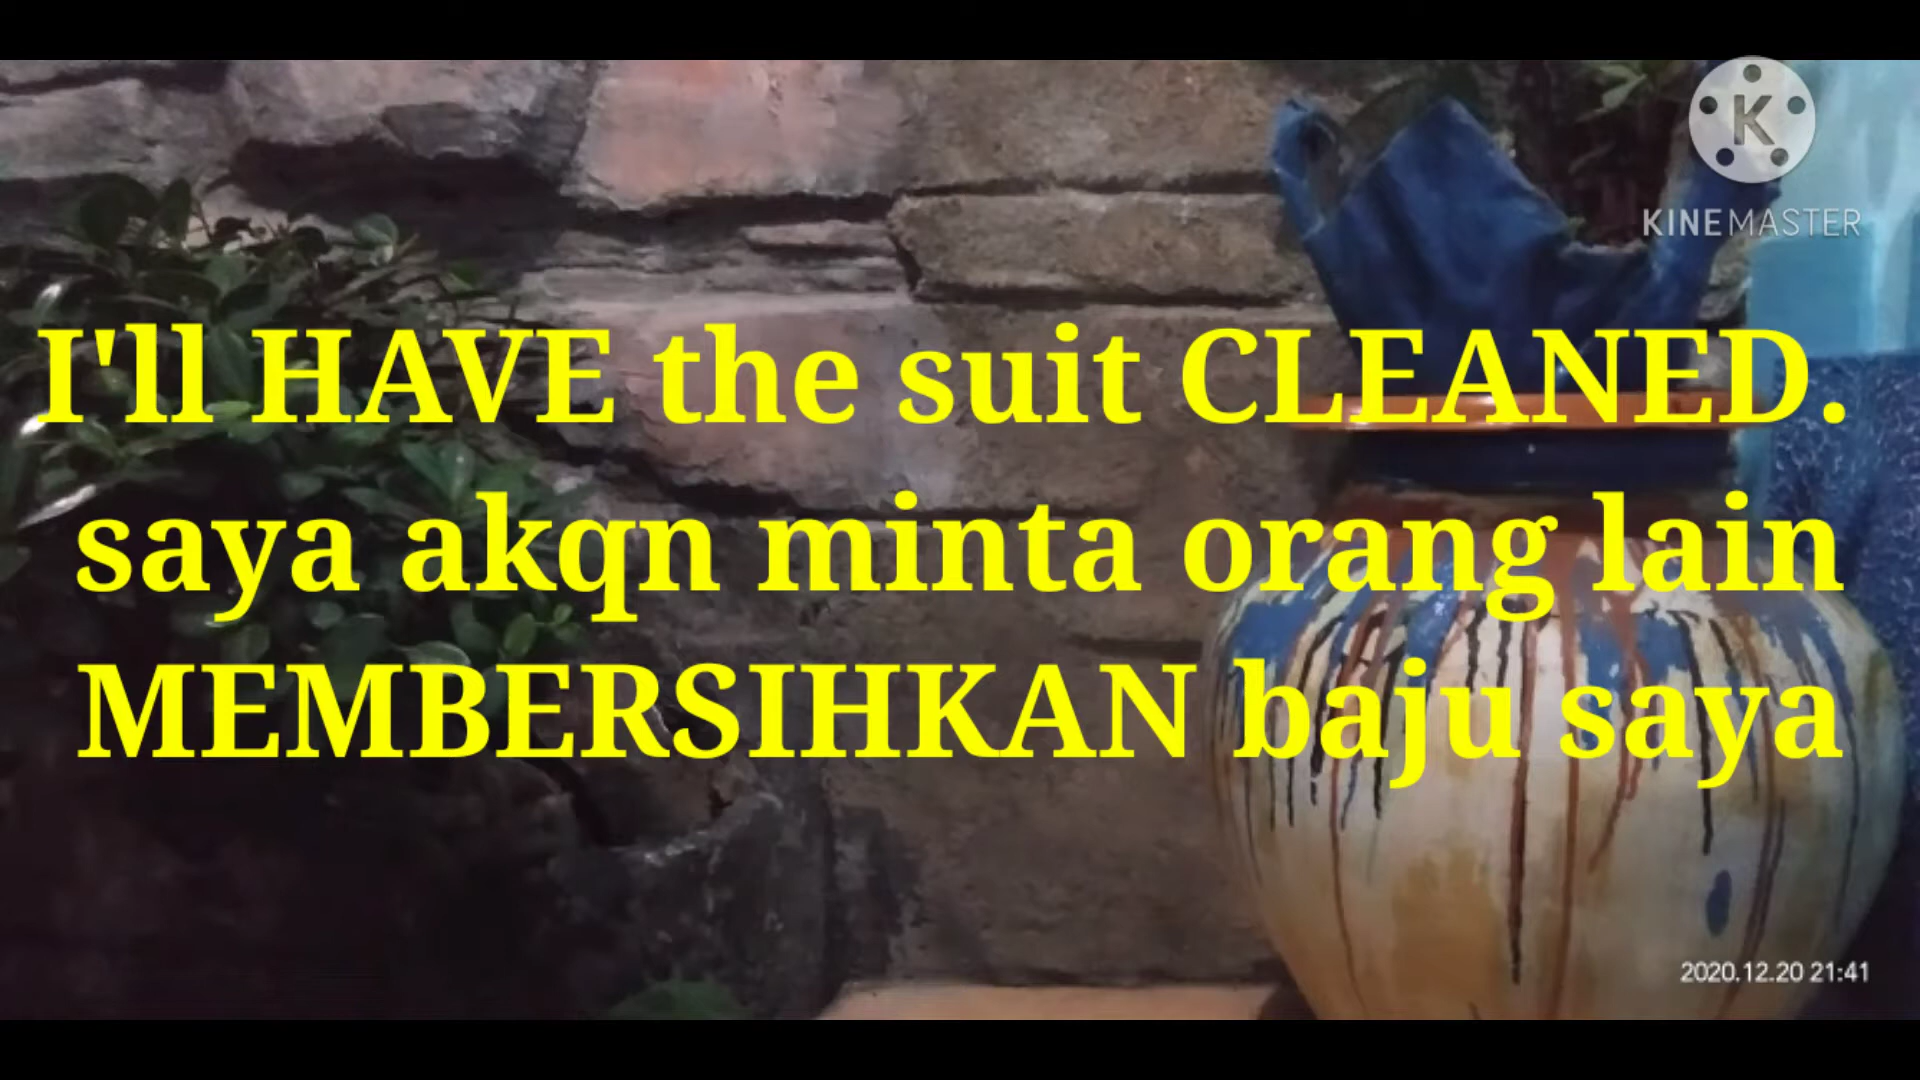 K
KINEMASTER
I'll HAVE the suit CLEANED.
saya akqn minta orang lain
MEMBERSIHKAN baju saya
2020.12.20 21:41